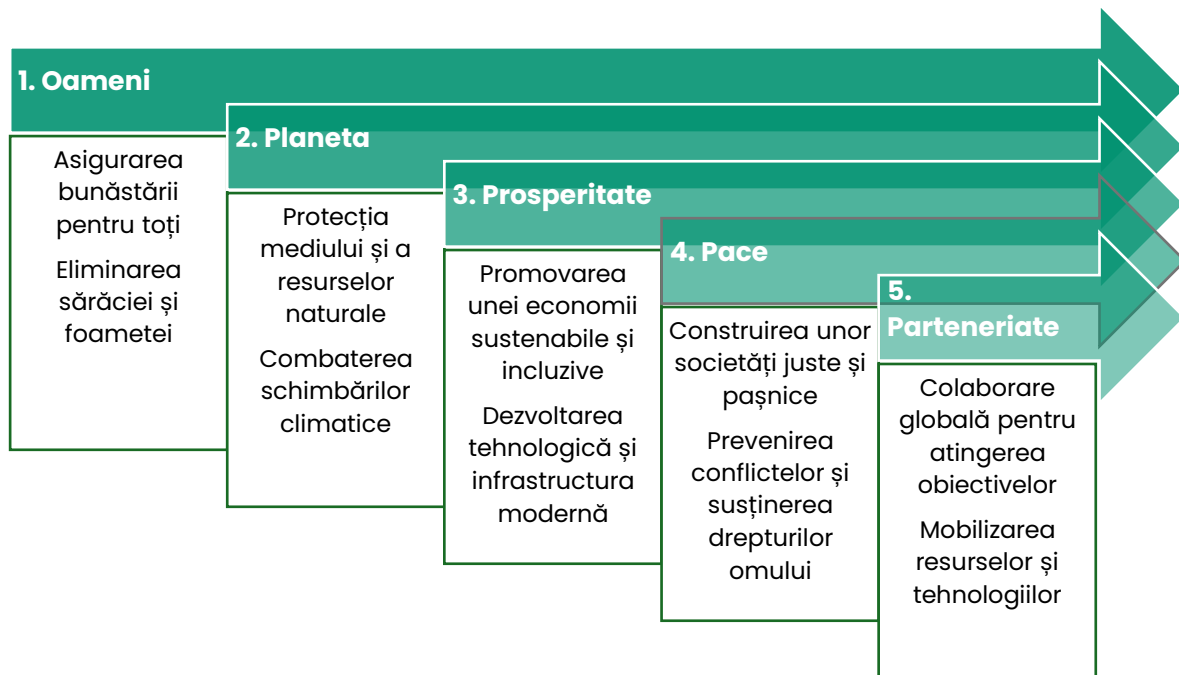 1. Oameni
Asigurarea
bunăstării
pentru toți
Eliminarea
sărăciei și
foametei
2. Planeta
Protecția
mediului și a
resurselor
naturale
Combaterea
schimbărilor
climatice
3. Prosperitate
Promovarea
unei economii
sustenabile și
incluzive
Dezvoltarea
tehnologică și
infrastructura
modernă
4. Pace
Construirea unor
societăți juste și
pașnice
Prevenirea
conflictelor și
susținerea
drepturilor
omului
5.
Parteneriate
Colaborare
globală pentru
atingerea
obiectivelor
Mobilizarea
resurselor și
tehnologiilor